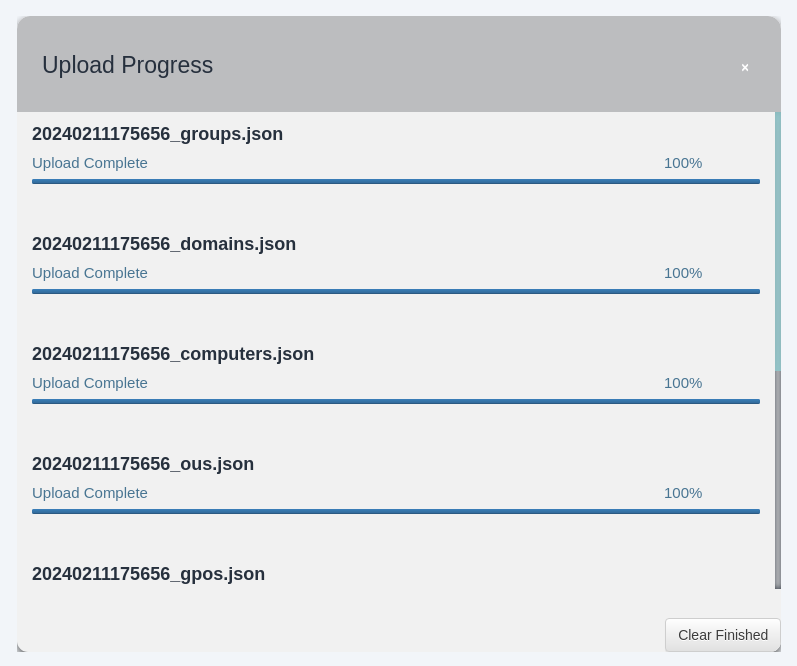 Upload Progress
×
20240211175656_groups.json
Upload Complete 100%
20240211175656_domains.json
Upload Complete 100%
20240211175656_computers.json
Upload Complete 100%
20240211175656_ous.json
Upload Complete 100%
20240211175656_gpos.json
Clear Finished